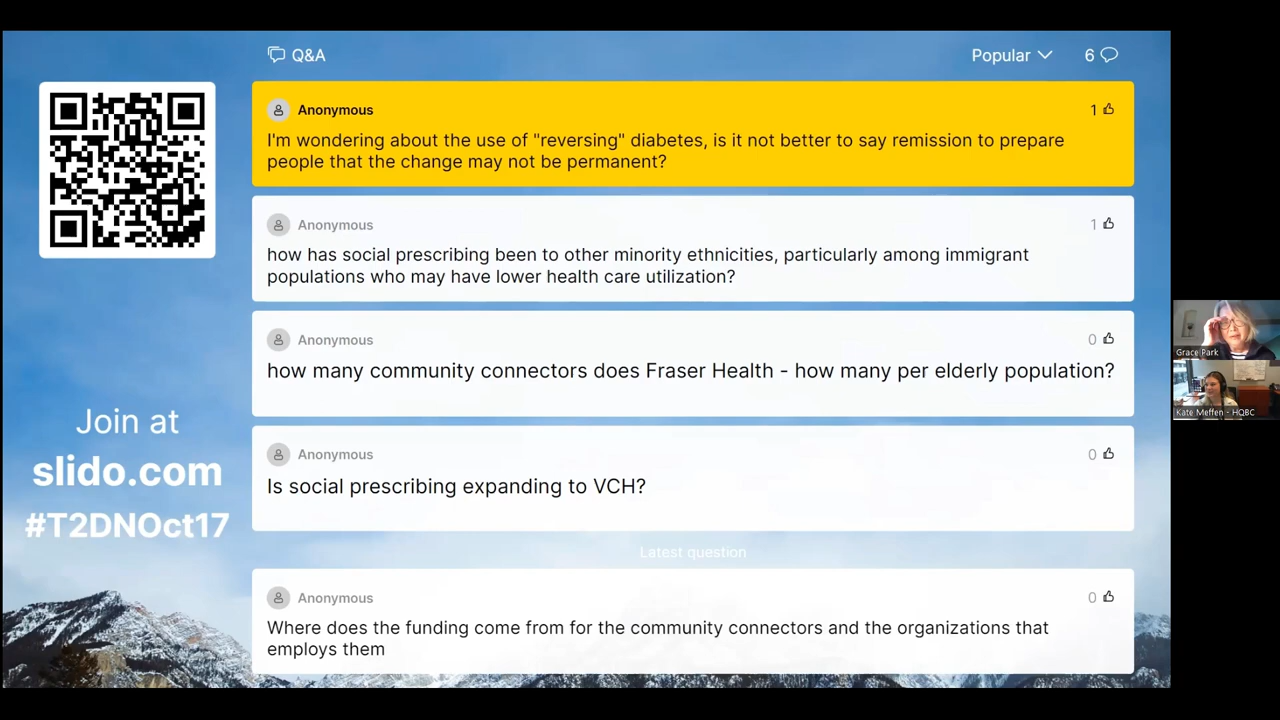 Q&A
Popular
6
Anonymous
1
I'm wondering about the use of "reversing" diabetes, is it not better to say remission to prepare
people that the change may not be permanent?
Anonymous
1
how has social prescribing been to other minority ethnicities, particularly among immigrant
populations who may have lower health care utilization?
Anonymous
0
how many community connectors does Fraser Health - how many per elderly population?
Anonymous
0
Is social prescribing expanding to VCH?
Latest question
Anonymous
0
Where does the funding come from for the community connectors and the organizations that
employs them
Join at
slido.com
#T2DNOct17
Grace Park
Kate Meffen - HQBC